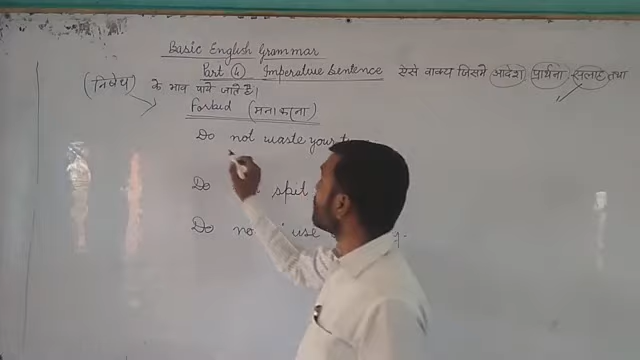 Basic English Grammar
Part ④ Imperative Sentence ऐसे वाक्य जिसमें आदेश प्रार्थना सलाह तथा
(निषेध) के भाव पाये जाते हैं।
Forbid (मना करना)
Do not waste your
Do spit
Do use